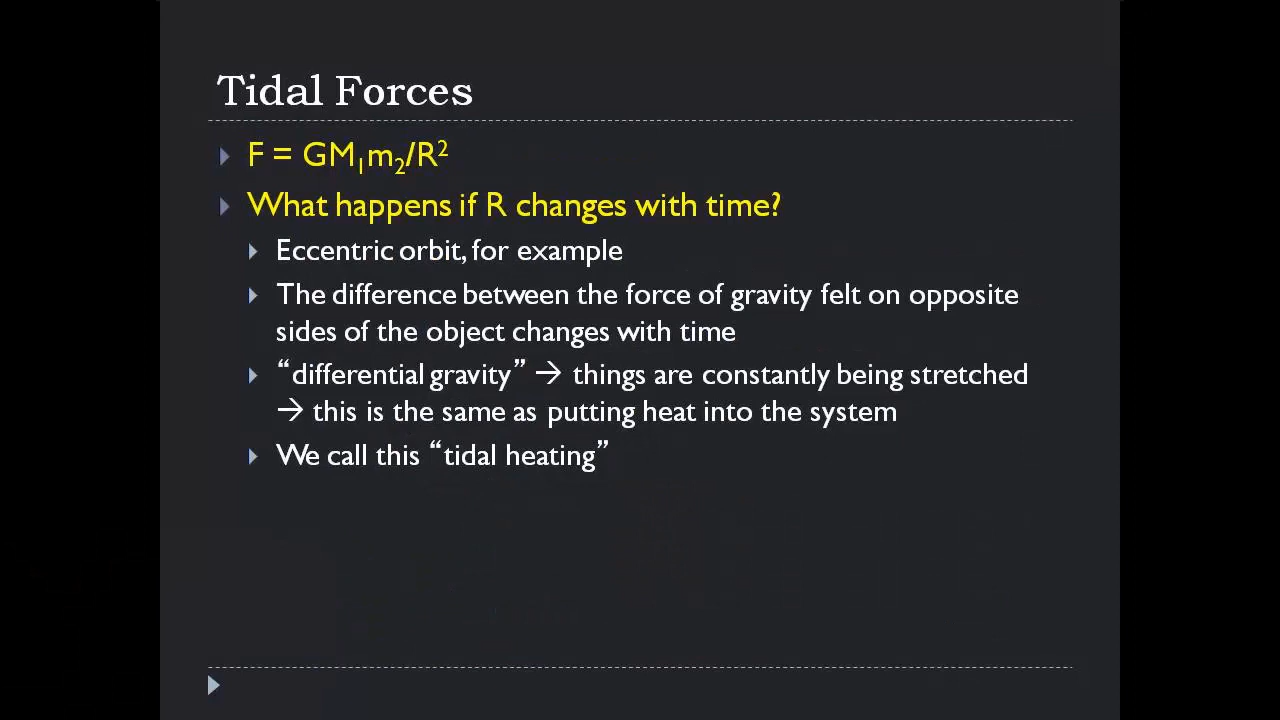 Tidal Forces
F = GM₁m₂/R²
What happens if R changes with time?
Eccentric orbit, for example
The difference between the force of gravity felt on opposite
sides of the object changes with time
“differential gravity” → things are constantly being stretched
→ this is the same as putting heat into the system
We call this “tidal heating”